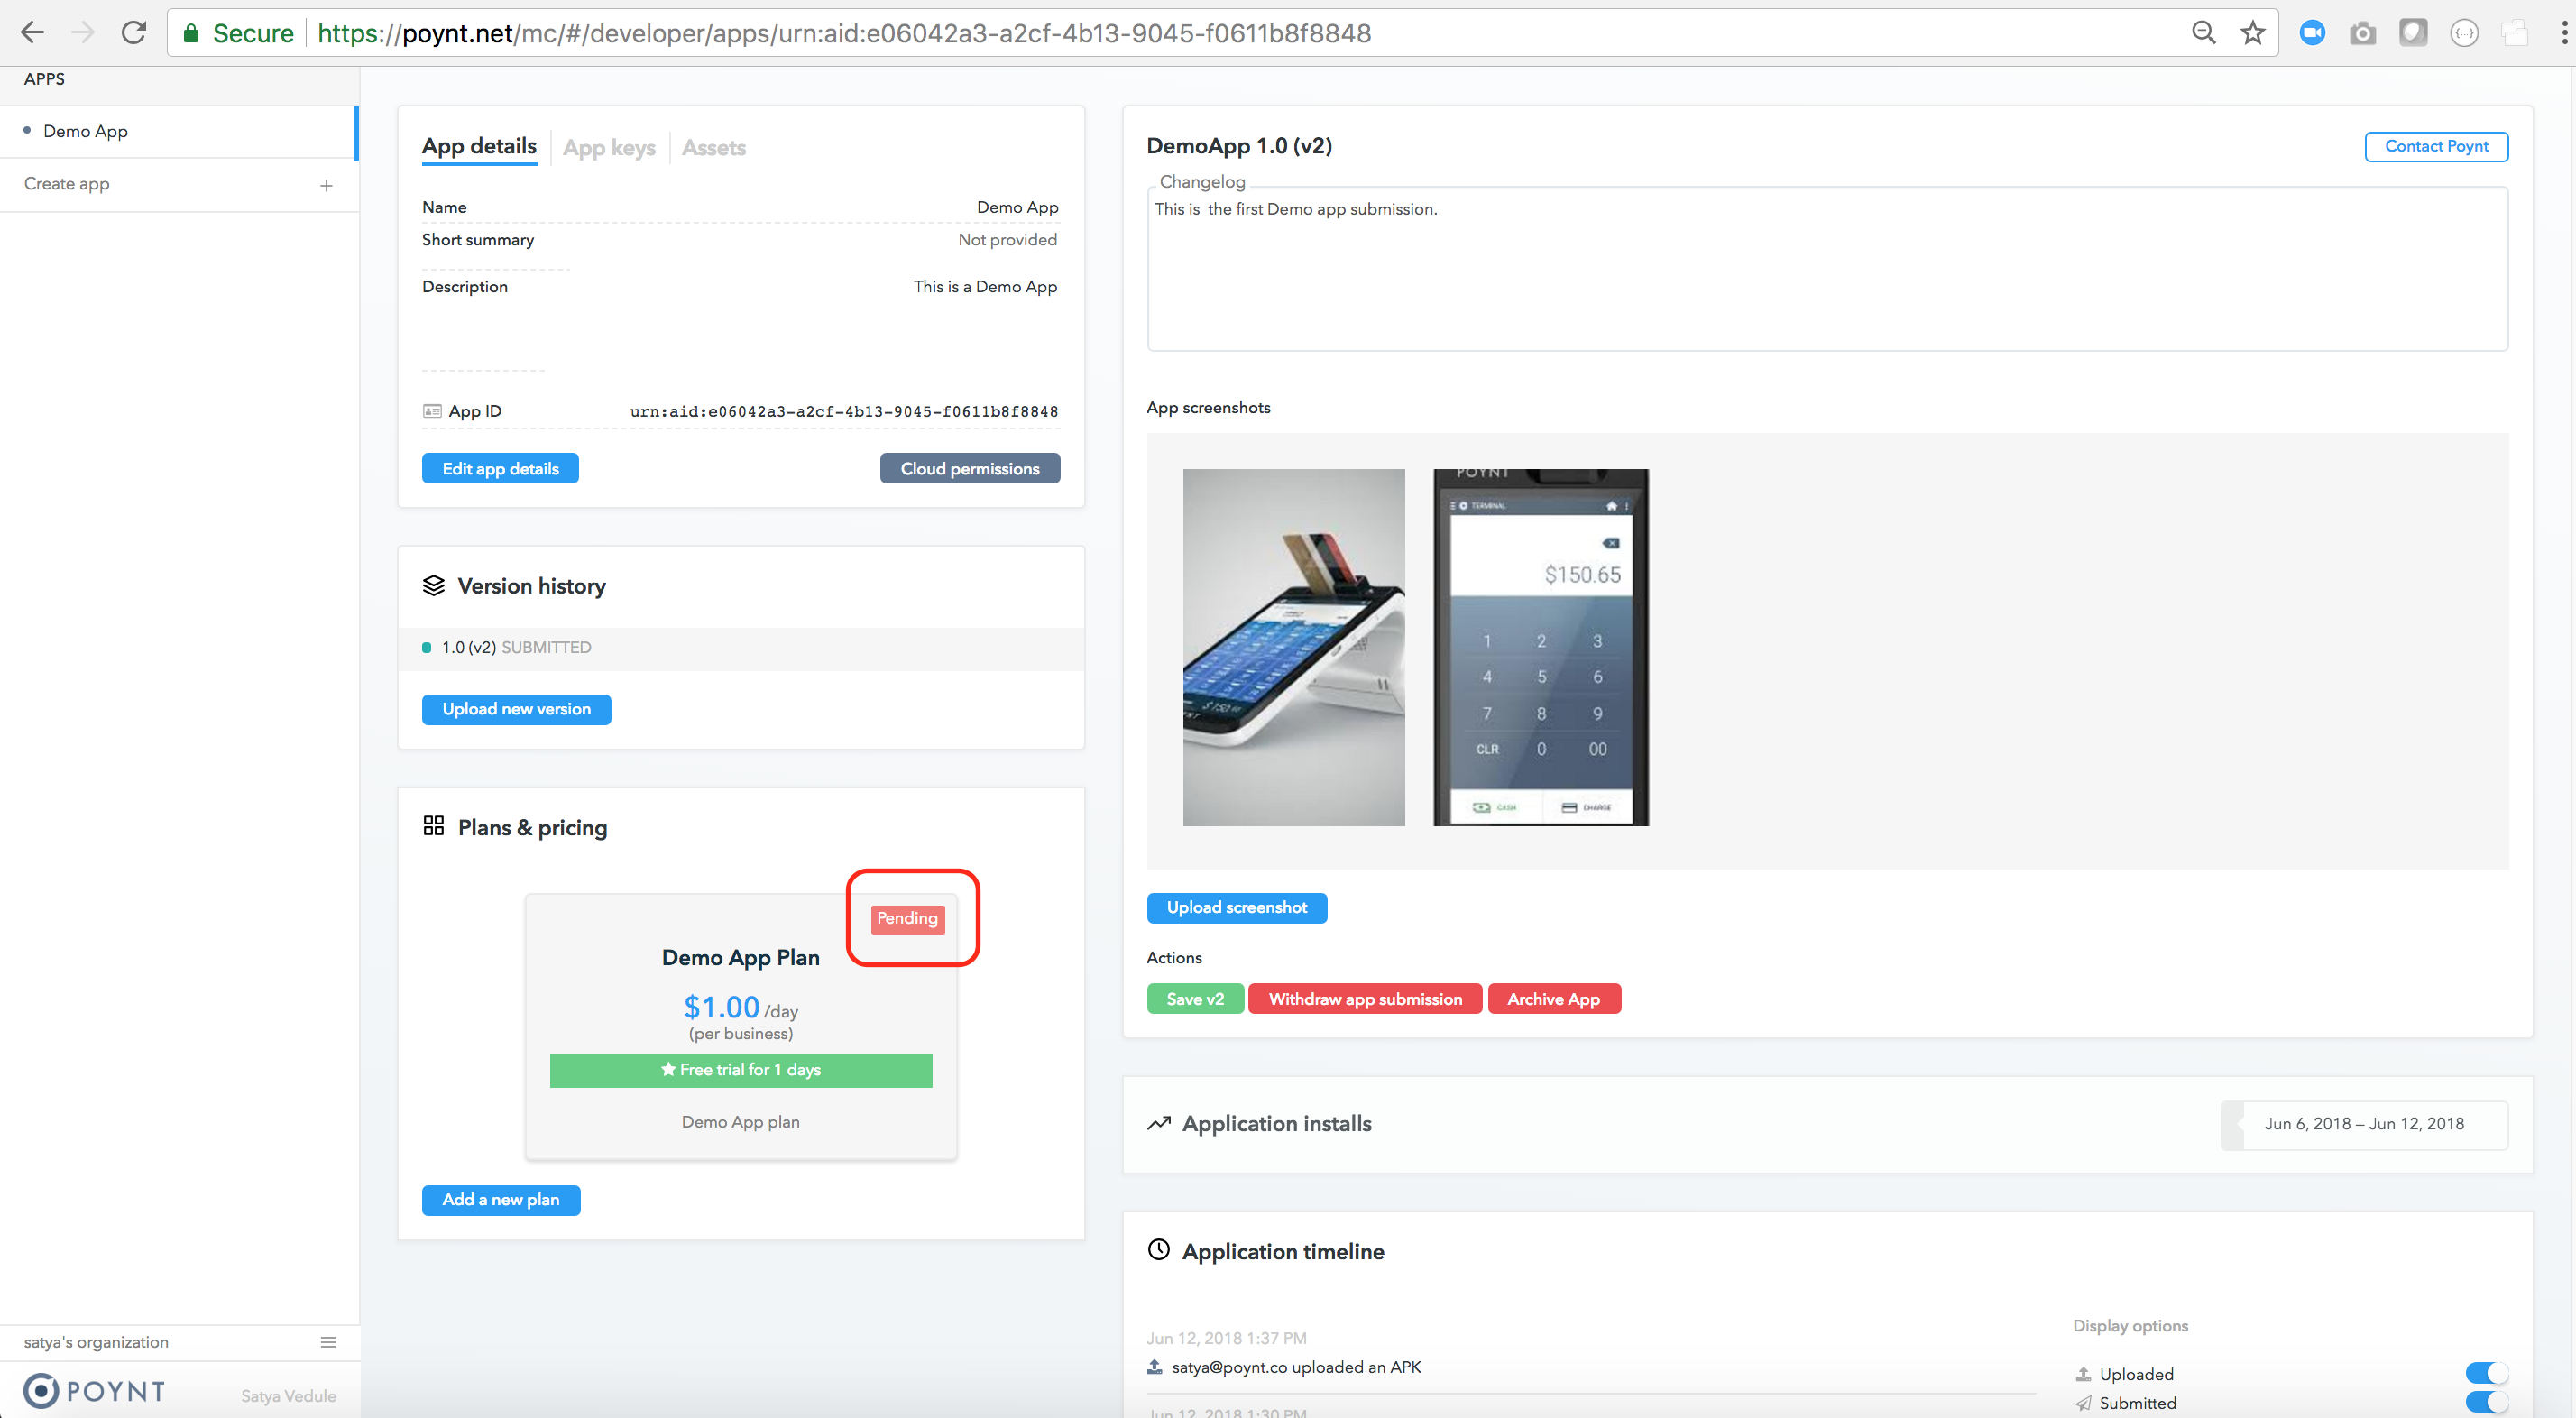 Secure https://poynt.net/mc/#/developer/apps/urn:aid:e06042a3-a2cf-4b13-9045-f0611b8f8848
APPS
Demo App
Create app +
satya's organization
POYNT Satya Vedule
App details App keys Assets
Name Demo App
Short summary Not provided
Description This is a Demo App
App ID urn:aid:e06042a3-a2cf-4b13-9045-f0611b8f8848
Edit app details Cloud permissions
Version history
1.0 (v2) SUBMITTED
Upload new version
Plans & pricing
Pending
Demo App Plan
$1.00 /day
(per business)
Free trial for 1 days
Demo App plan
Add a new plan
DemoApp 1.0 (v2) Contact Poynt
Changelog
This is  the first Demo app submission.
App screenshots
POYNT
TERMINAL
$150.65
1 2 3
4 5 6
7 8 9
CLR 0 00
CASH CHARGE
Upload screenshot
Actions
Save v2 Withdraw app submission Archive App
Application installs Jun 6, 2018 – Jun 12, 2018
Application timeline
Jun 12, 2018 1:37 PM
satya@poynt.co uploaded an APK
Jun 12, 2018 1:30 PM
Display options
Uploaded
Submitted